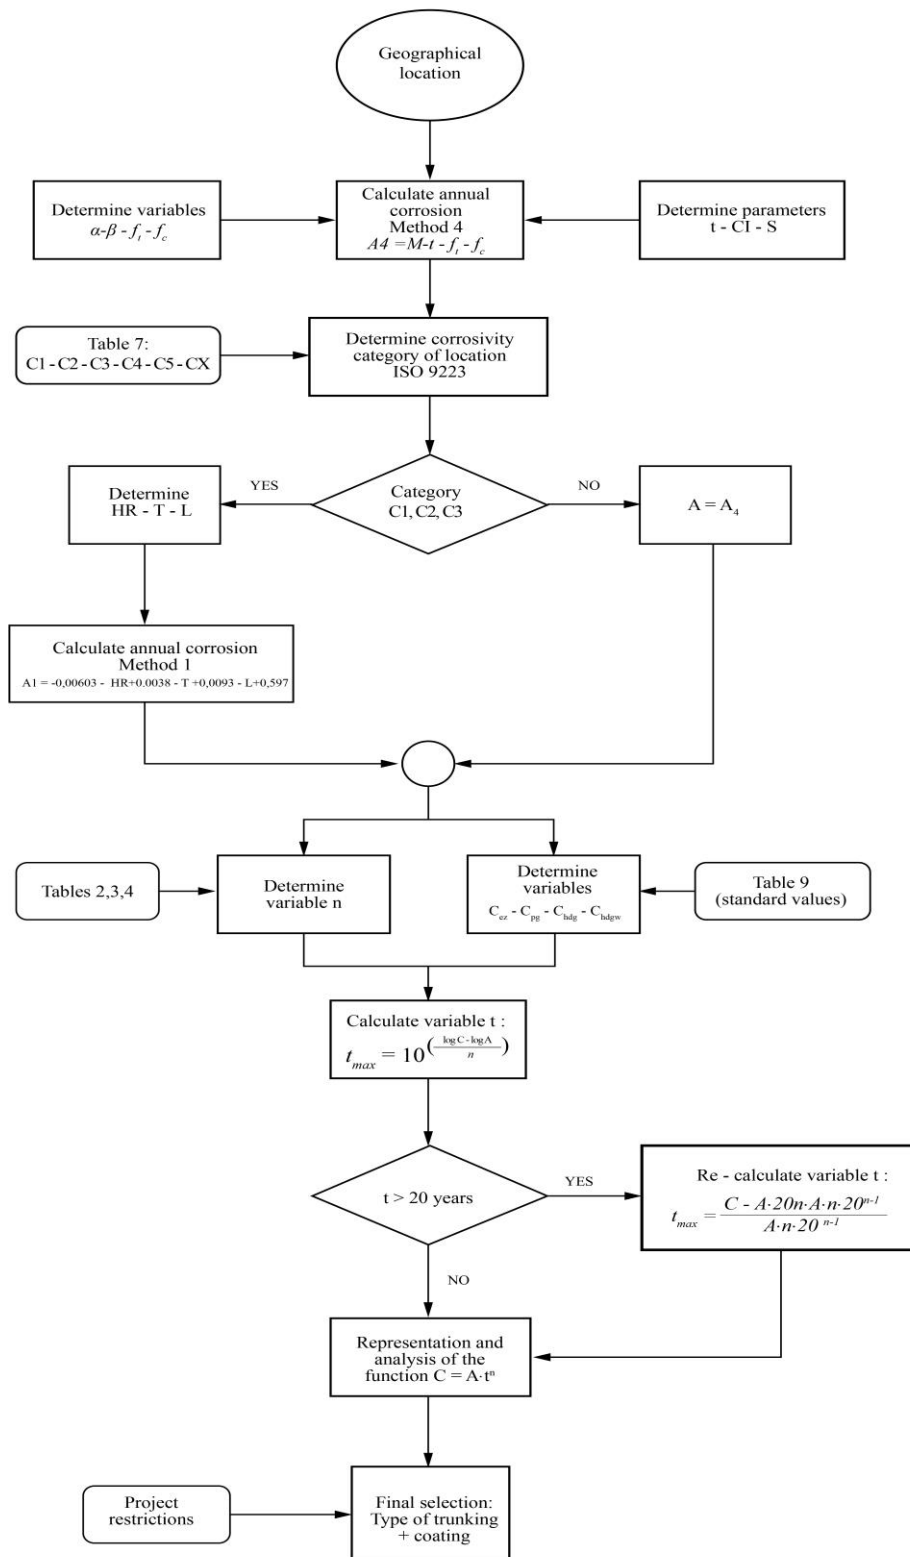 Geographical
location
Determine variables
α-β - f_t - f_c
Calculate annual
corrosion
Method 4
A4 =M-t - f_t - f_c
Determine parameters
t - CI - S
Table 7:
C1 - C2 - C3 - C4 - C5 - CX
Determine corrosivity
category of location
ISO 9223
Determine
HR - T - L
YES
Category
C1, C2, C3
NO
A = A_4
Calculate annual corrosion
Method 1
A1 = -0,00603 - HR+0.0038 - T +0,0093 - L+0,597
Tables 2,3,4
Determine
variable n
Determine
variables
C_ez - C_pg - C_hdg - C_hdgw
Table 9
(standard values)
Calculate variable t :
t_max = 10^((logC-logA)/n)
t > 20 years
YES
Re - calculate variable t :
t_max = (C - A·20n·A·n·20^(n-1))/(A·n·20^(n-1))
NO
Representation and
analysis of the
function C = A·t^n
Project
restrictions
Final selection:
Type of trunking
+ coating